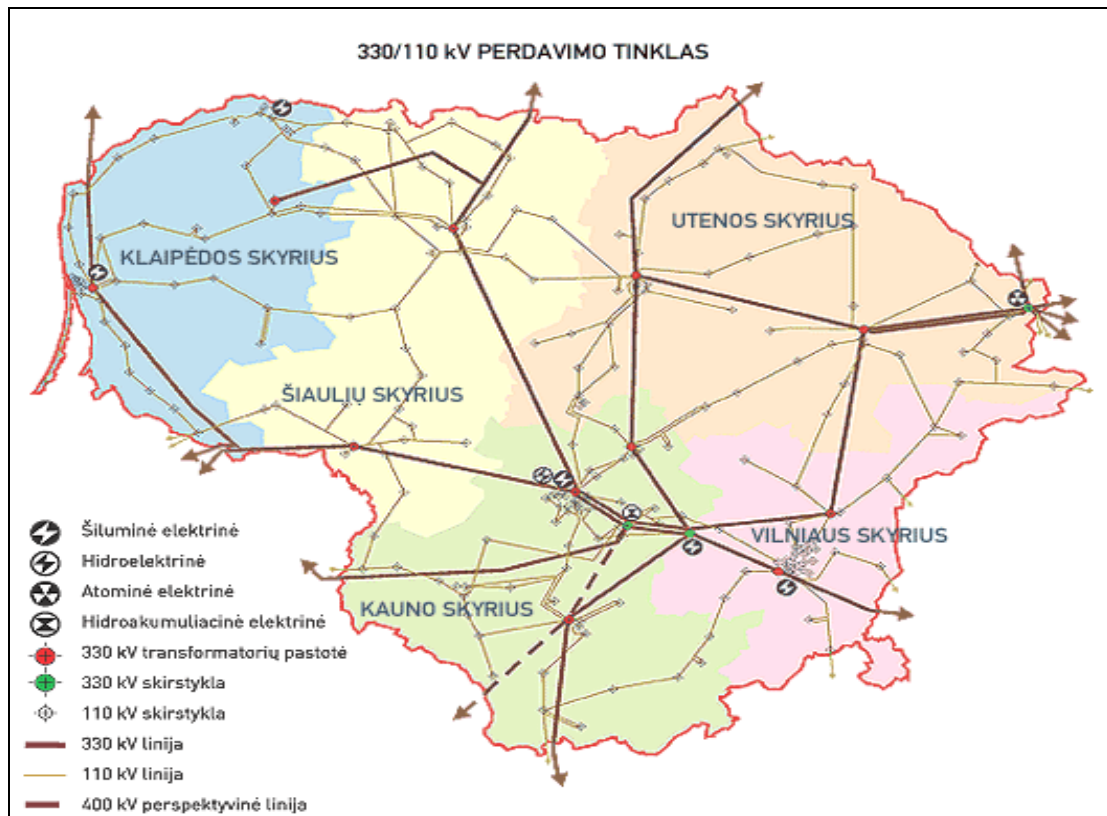 330/110 kV PERDAVIMO TINKLAS
UTENOS SKYRIUS
KLAIPĖDOS SKYRIUS
ŠIAULIŲ SKYRIUS
VILNIAUS SKYRIUS
KAUNO SKYRIUS
Šiluminė elektrinė
Hidroelektrinė
Atominė elektrinė
Hidroakumuliacinė elektrinė
330 kV transformatorių pastotė
330 kV skirstykla
110 kV skirstykla
330 kV linija
110 kV linija
400 kV perspektyvinė linija